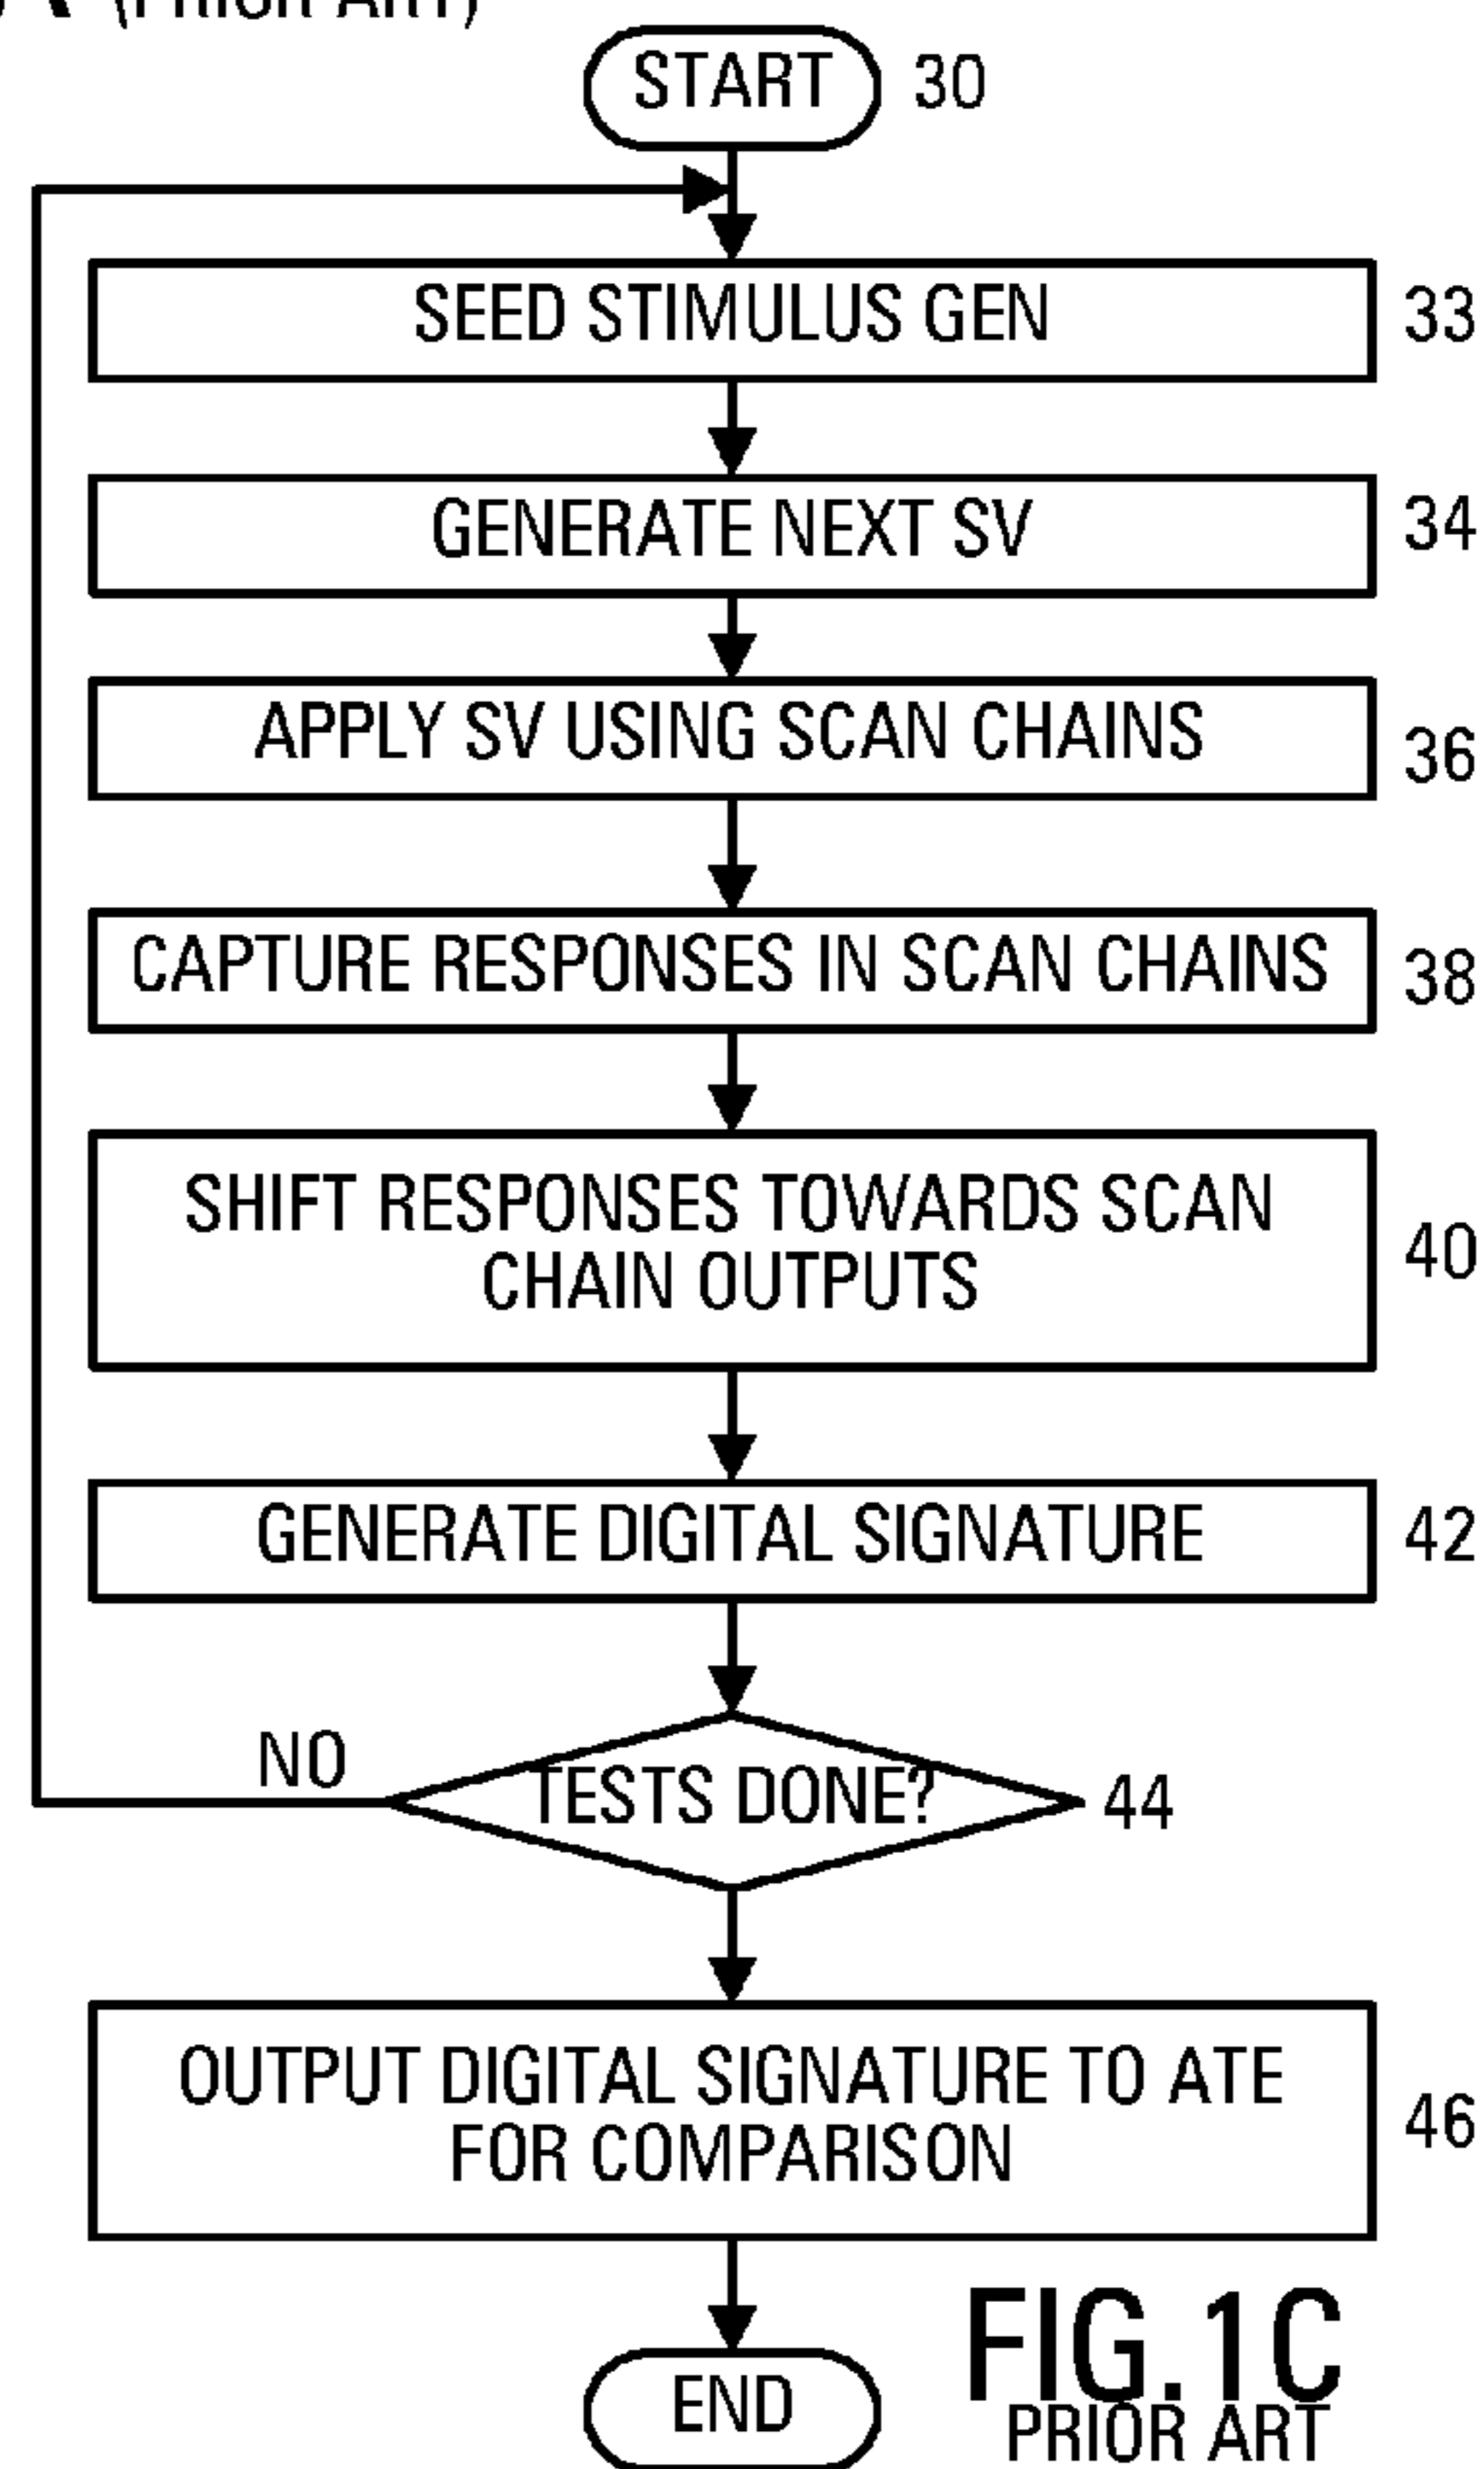 (PRIOR ART)
START 30
SEED STIMULUS GEN 33
GENERATE NEXT SV 34
APPLY SV USING SCAN CHAINS 36
CAPTURE RESPONSES IN SCAN CHAINS 38
SHIFT RESPONSES TOWARDS SCAN
CHAIN OUTPUTS 40
GENERATE DIGITAL SIGNATURE 42
NO
TESTS DONE? 44
OUTPUT DIGITAL SIGNATURE TO ATE
FOR COMPARISON 46
END
FIG.1C
PRIOR ART